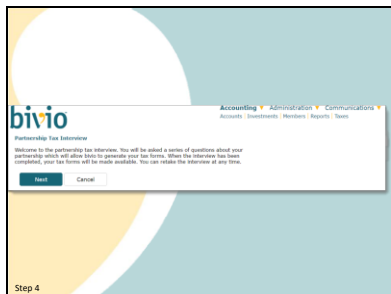 bivio
Accounting Administration Communications
Accounts | Investments | Members | Reports | Taxes
Partnership Tax Interview
Welcome to the partnership tax interview. You will be asked a series of questions about your
partnership which will allow bivio to generate your tax forms. When the interview has been
completed, your tax forms will be made available. You can retake the interview at any time.
Next Cancel
Step 4